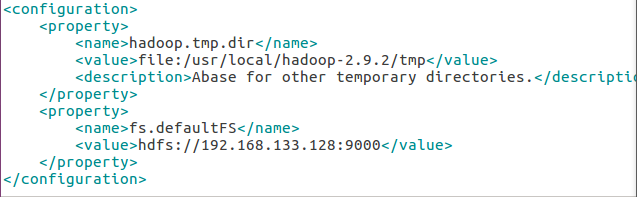 <configuration>
<property>
<name>hadoop.tmp.dir</name>
<value>file:/usr/local/hadoop-2.9.2/tmp</value>
<description>Abase for other temporary directories.</descripti
</property>
<property>
<name>fs.defaultFS</name>
<value>hdfs://192.168.133.128:9000</value>
</property>
</configuration>